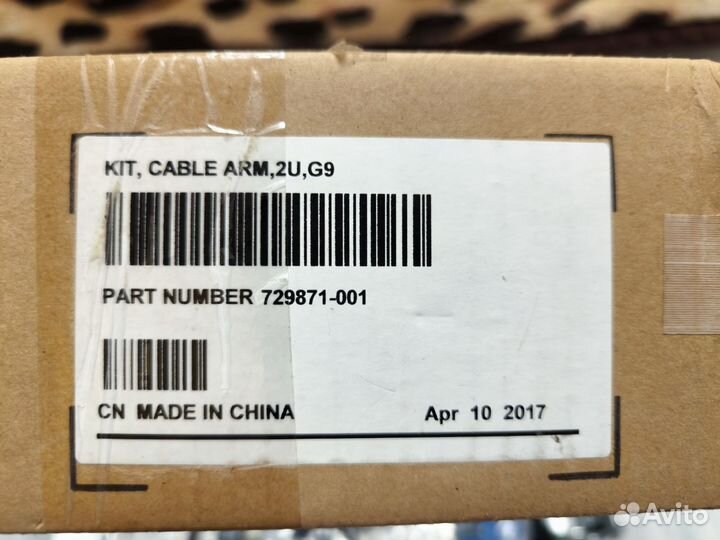 KIT, CABLE ARM,2U,G9
PART NUMBER 729871-001
CN MADE IN CHINA
Apr 10 2017
Avito